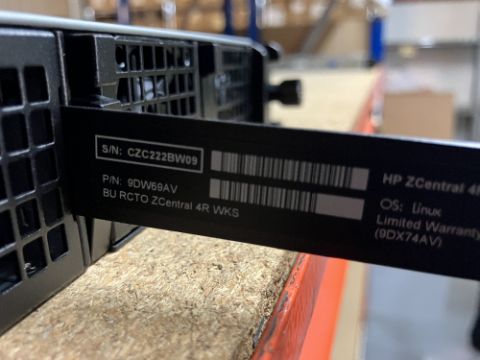 S/N: CZC222BW09
P/N: 9DW69AV
BU RCTO ZCentral 4R WKS
HP ZCentral 4R
OS: Linux
Limited Warranty
(9DX74AV)